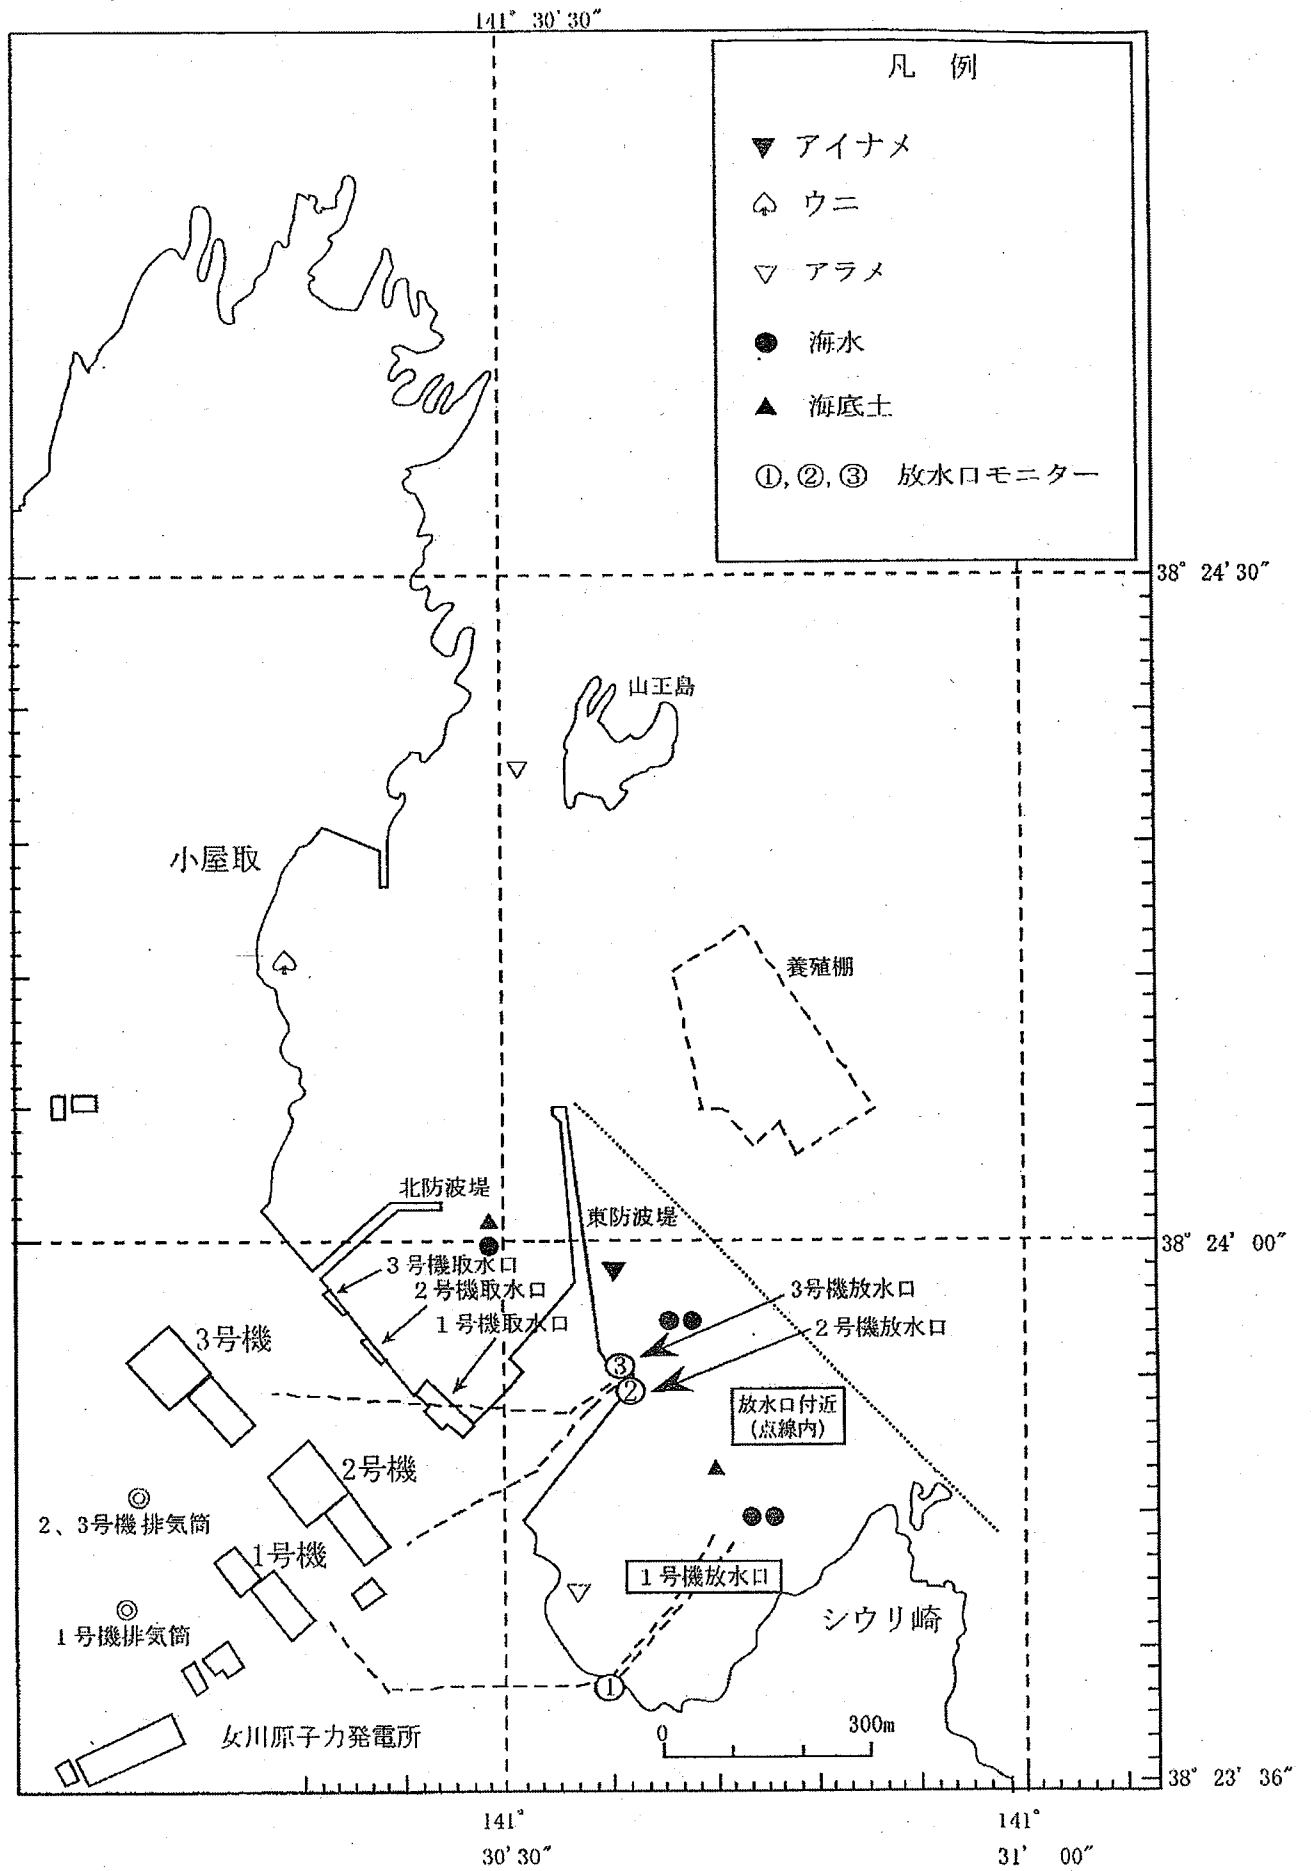 141° 30′30″
凡 例
アイナメ
ウニ
アラメ
海水
海底土
①,②,③ 放水口モニター
38° 24′30″
山王島
小屋取
養殖棚
北防波堤
東防波堤
38° 24′ 00″
3号機取水口
2号機取水口
1号機取水口
3号機放水口
2号機放水口
3号機
③
②
放水口付近
(点線内)
2号機
2、3号機排気筒
1号機
1号機放水口
シウリ崎
1号機排気筒
①
女川原子力発電所
0 300m
38° 23′ 36″
141°
30′30″
141°
31′ 00″